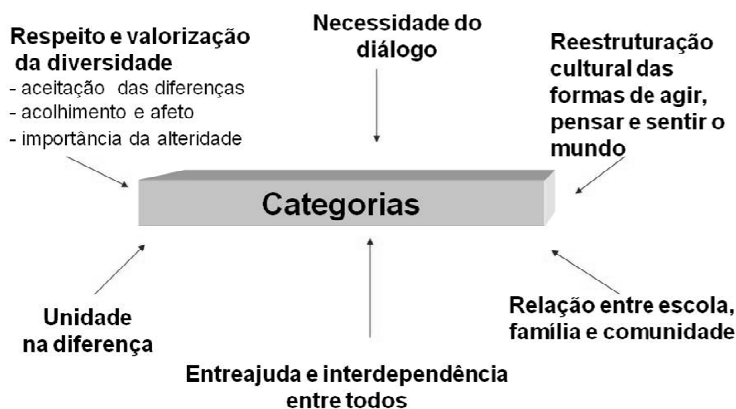 Respeito e valorização
da diversidade
- aceitação das diferenças
- acolhimento e afeto
- importância da alteridade
Necessidade do
diálogo
Reestruturação
cultural das
formas de agir,
pensar e sentir o
mundo
Categorias
Unidade
na diferença
Entreajuda e interdependência
entre todos
Relação entre escola,
família e comunidade